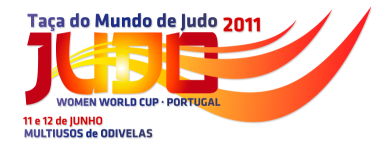 Taça do Mundo de Judo 2011
JUDO
WOMEN WORLD CUP · PORTUGAL
11 e 12 de JUNHO
MULTIUSOS de ODIVELAS